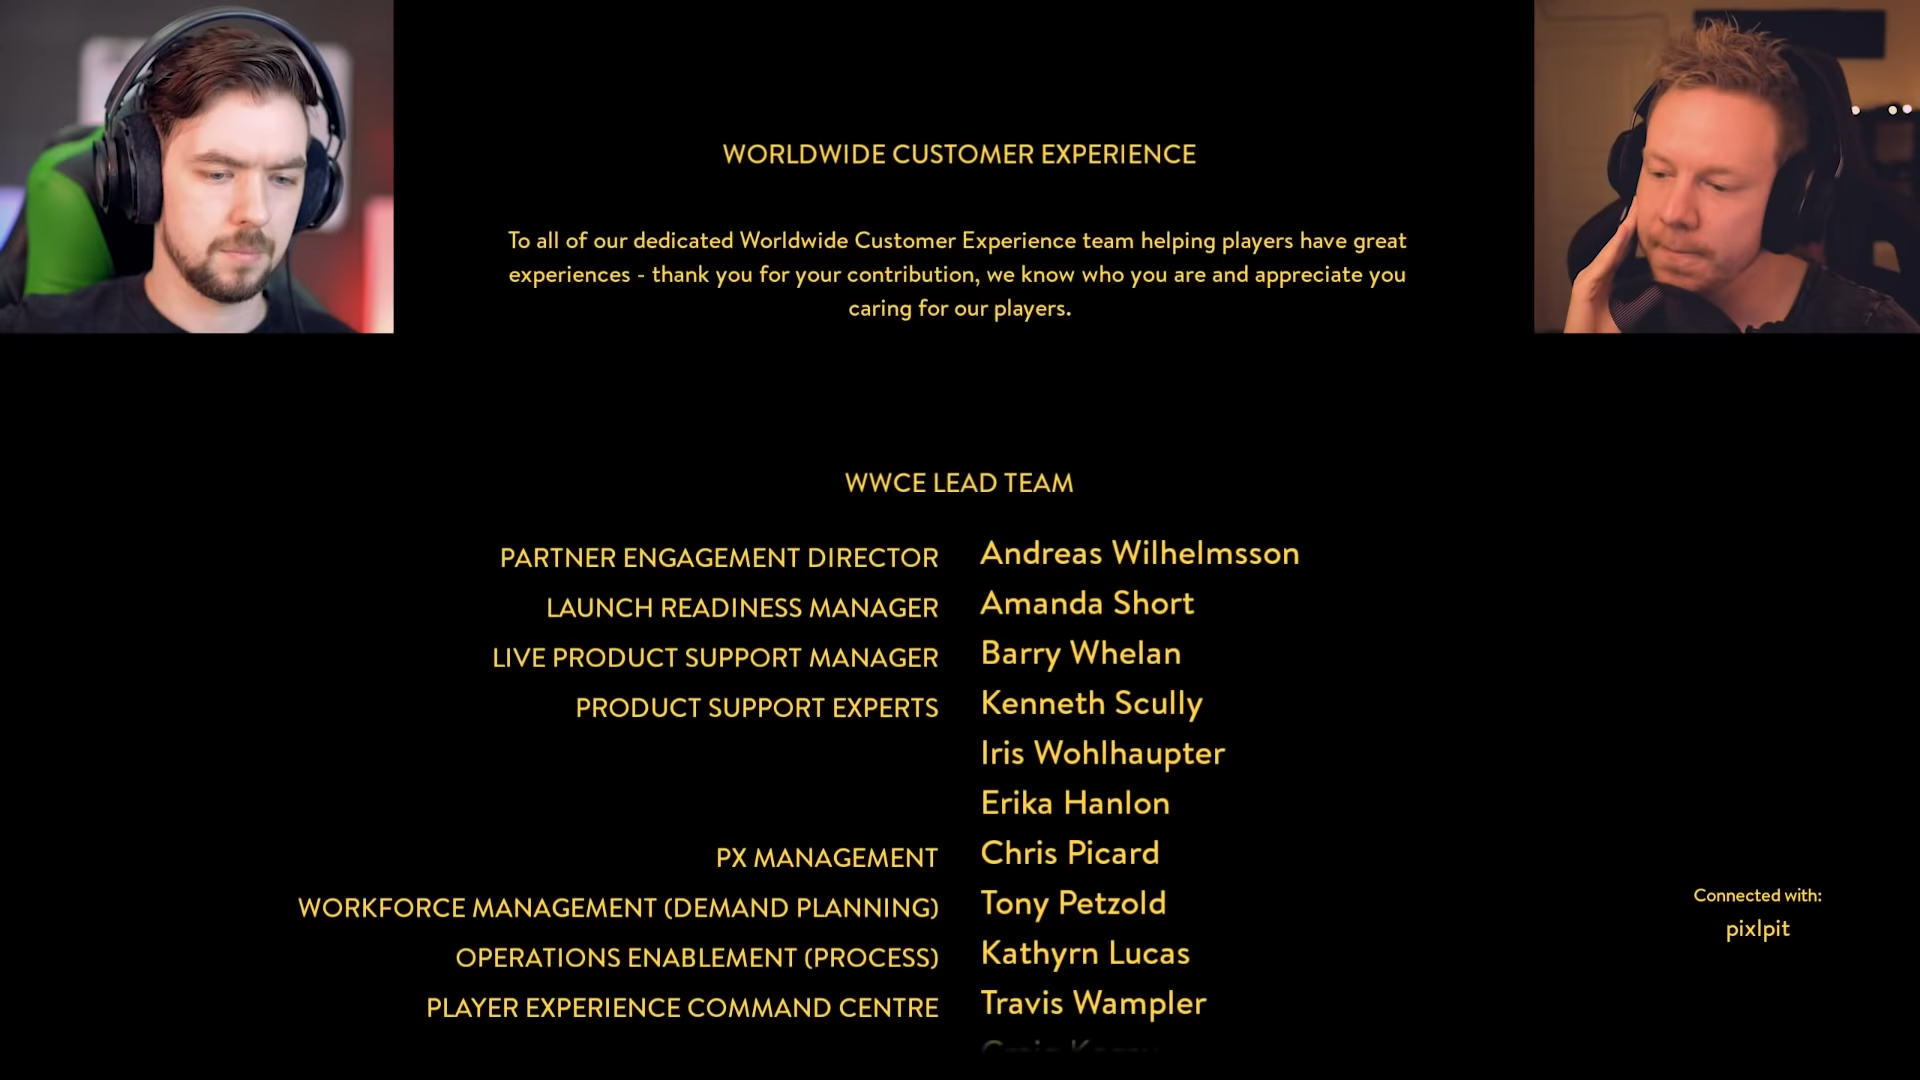 WORLDWIDE CUSTOMER EXPERIENCE
To all of our dedicated Worldwide Customer Experience team helping players have great
experiences - thank you for your contribution, we know who you are and appreciate you
caring for our players.
WWCE LEAD TEAM
PARTNER ENGAGEMENT DIRECTOR Andreas Wilhelmsson
LAUNCH READINESS MANAGER Amanda Short
LIVE PRODUCT SUPPORT MANAGER Barry Whelan
PRODUCT SUPPORT EXPERTS Kenneth Scully
Iris Wohlhaupter
Erika Hanlon
PX MANAGEMENT Chris Picard
WORKFORCE MANAGEMENT (DEMAND PLANNING) Tony Petzold
OPERATIONS ENABLEMENT (PROCESS) Kathyrn Lucas
PLAYER EXPERIENCE COMMAND CENTRE Travis Wampler
Connected with:
pixlpit